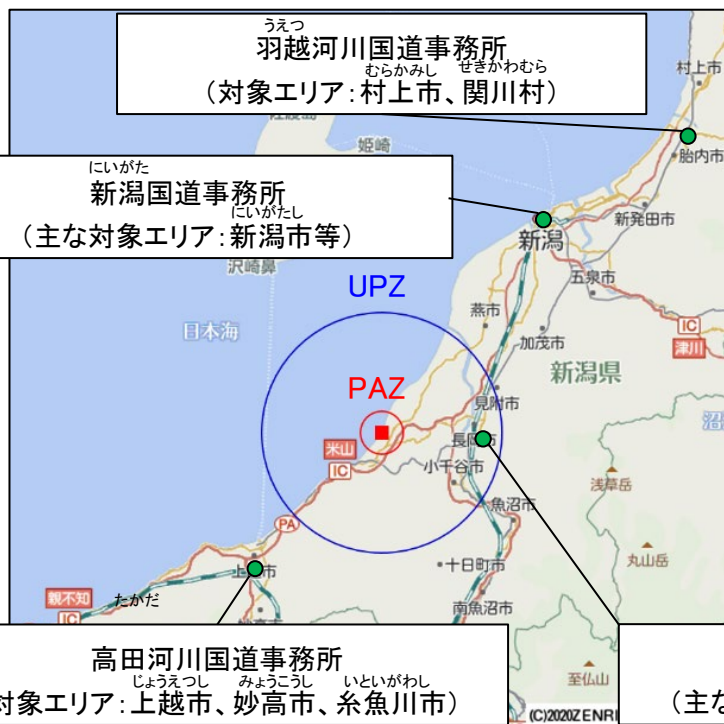 うえつ
羽越河川国道事務所
むらかみし せきかわむら
（対象エリア：村上市、関川村）
村上市
姫崎
胎内市
にいがた
新潟国道事務所
にいがたし
（主な対象エリア：新潟市等）
新発田市
新潟
沢崎鼻
五泉市
UPZ
燕市
日本海
加茂市
IC
津川
新潟県
PAZ
見附市
沼
米山
長岡市
IC
小千谷市
浅草岳
魚沼市
PA
丸山岳
十日町市
親不知
たかだ
IC
南魚沼市
高田河川国道事務所
じょうえつし みょうこうし いといがわし
対象エリア：上越市、妙高市、糸魚川市）
至仏山
(C)2020ZENRI
（主な